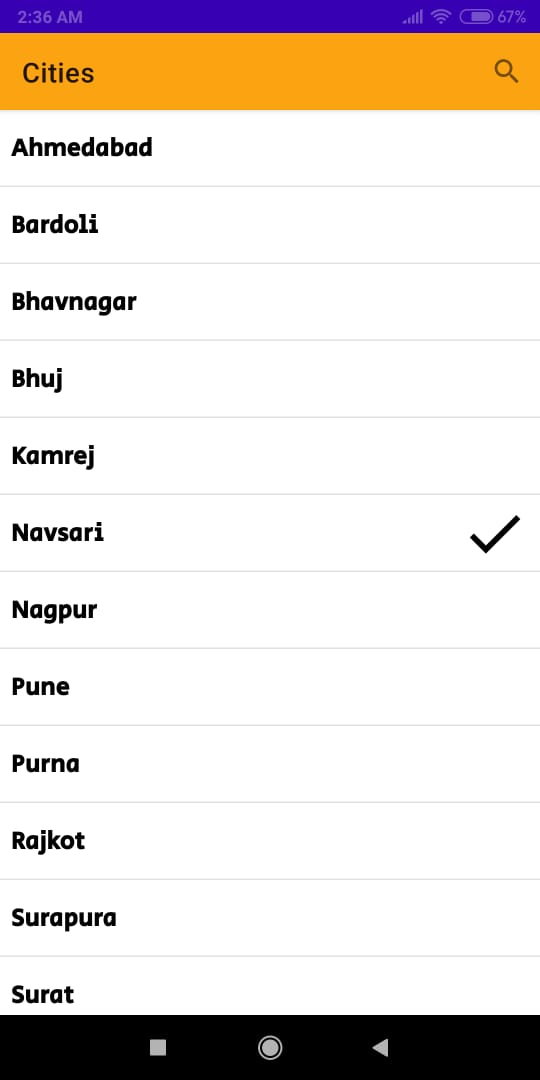 2:36 AM 67%
Cities
Ahmedabad
Bardoli
Bhavnagar
Bhuj
Kamrej
Navsari
Nagpur
Pune
Purna
Rajkot
Surapura
Surat